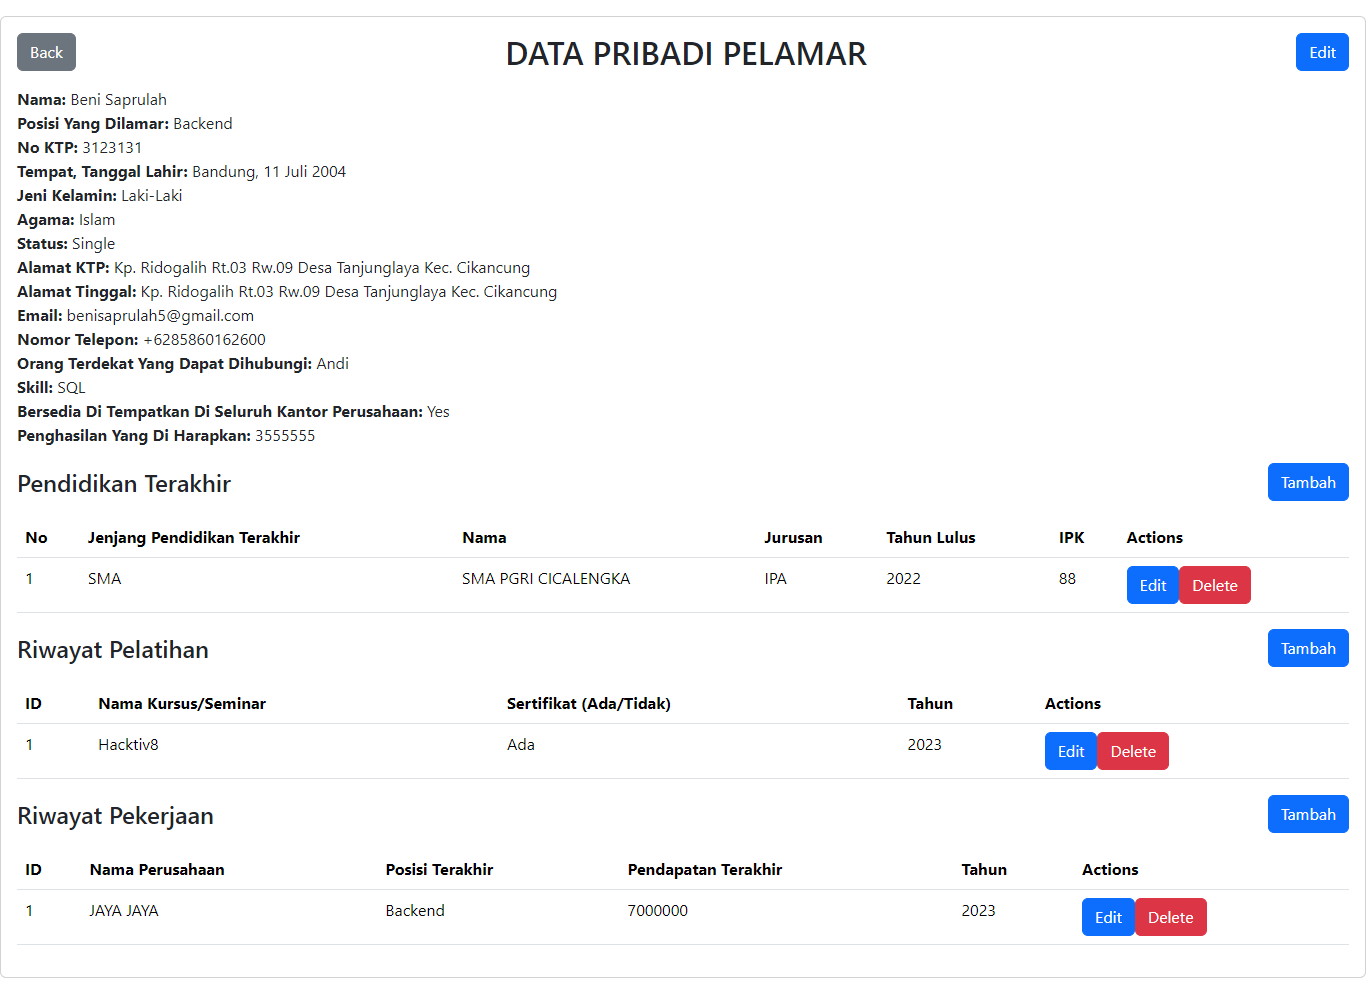 Back
DATA PRIBADI PELAMAR
Edit
Nama: Beni Saprulah
Posisi Yang Dilamar: Backend
No KTP: 3123131
Tempat, Tanggal Lahir: Bandung, 11 Juli 2004
Jeni Kelamin: Laki-Laki
Agama: Islam
Status: Single
Alamat KTP: Kp. Ridogalih Rt.03 Rw.09 Desa Tanjunglaya Kec. Cikancung
Alamat Tinggal: Kp. Ridogalih Rt.03 Rw.09 Desa Tanjunglaya Kec. Cikancung
Email: benisaprulah5@gmail.com
Nomor Telepon: +6285860162600
Orang Terdekat Yang Dapat Dihubungi: Andi
Skill: SQL
Bersedia Di Tempatkan Di Seluruh Kantor Perusahaan: Yes
Penghasilan Yang Di Harapkan: 3555555
Pendidikan Terakhir
Tambah
No Jenjang Pendidikan Terakhir Nama Jurusan Tahun Lulus IPK Actions
1 SMA SMA PGRI CICALENGKA IPA 2022 88 Edit Delete
Riwayat Pelatihan
Tambah
ID Nama Kursus/Seminar Sertifikat (Ada/Tidak) Tahun Actions
1 Hacktiv8 Ada 2023 Edit Delete
Riwayat Pekerjaan
Tambah
ID Nama Perusahaan Posisi Terakhir Pendapatan Terakhir Tahun Actions
1 JAYA JAYA Backend 7000000 2023 Edit Delete